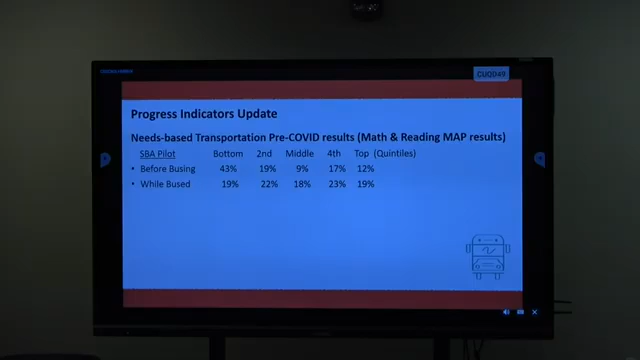 CUQD49
Progress Indicators Update
Needs-based Transportation Pre-COVID results (Math & Reading MAP results)
SBA Pilot Bottom 2nd Middle 4th Top (Quintiles)
• Before Busing 43% 19% 9% 17% 12%
• While Bused 19% 22% 18% 23% 19%